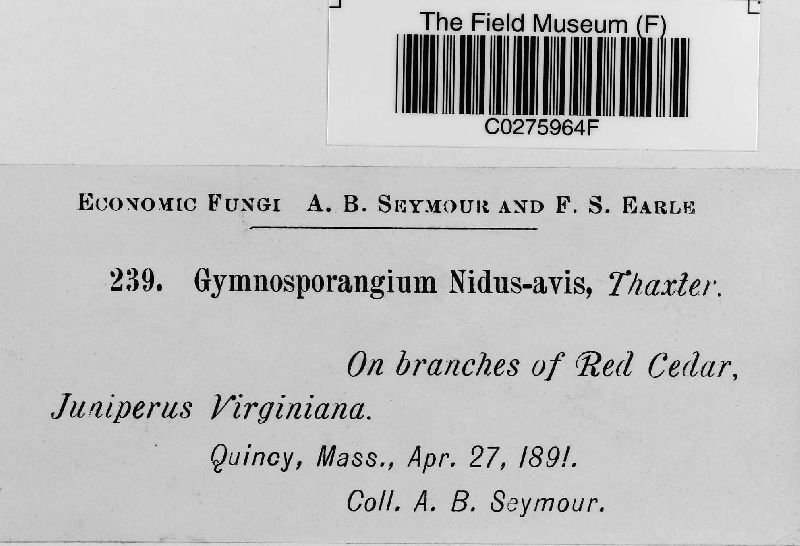 The Field Museum (F)
C0275964F
Economic Fungi A. B. Seymour and F. S. Earle
239. Gymnosporangium Nidus-avis, Thaxter.
On branches of Red Cedar,
Juniperus Virginiana.
Quincy, Mass., Apr. 27, 1891.
Coll. A. B. Seymour.